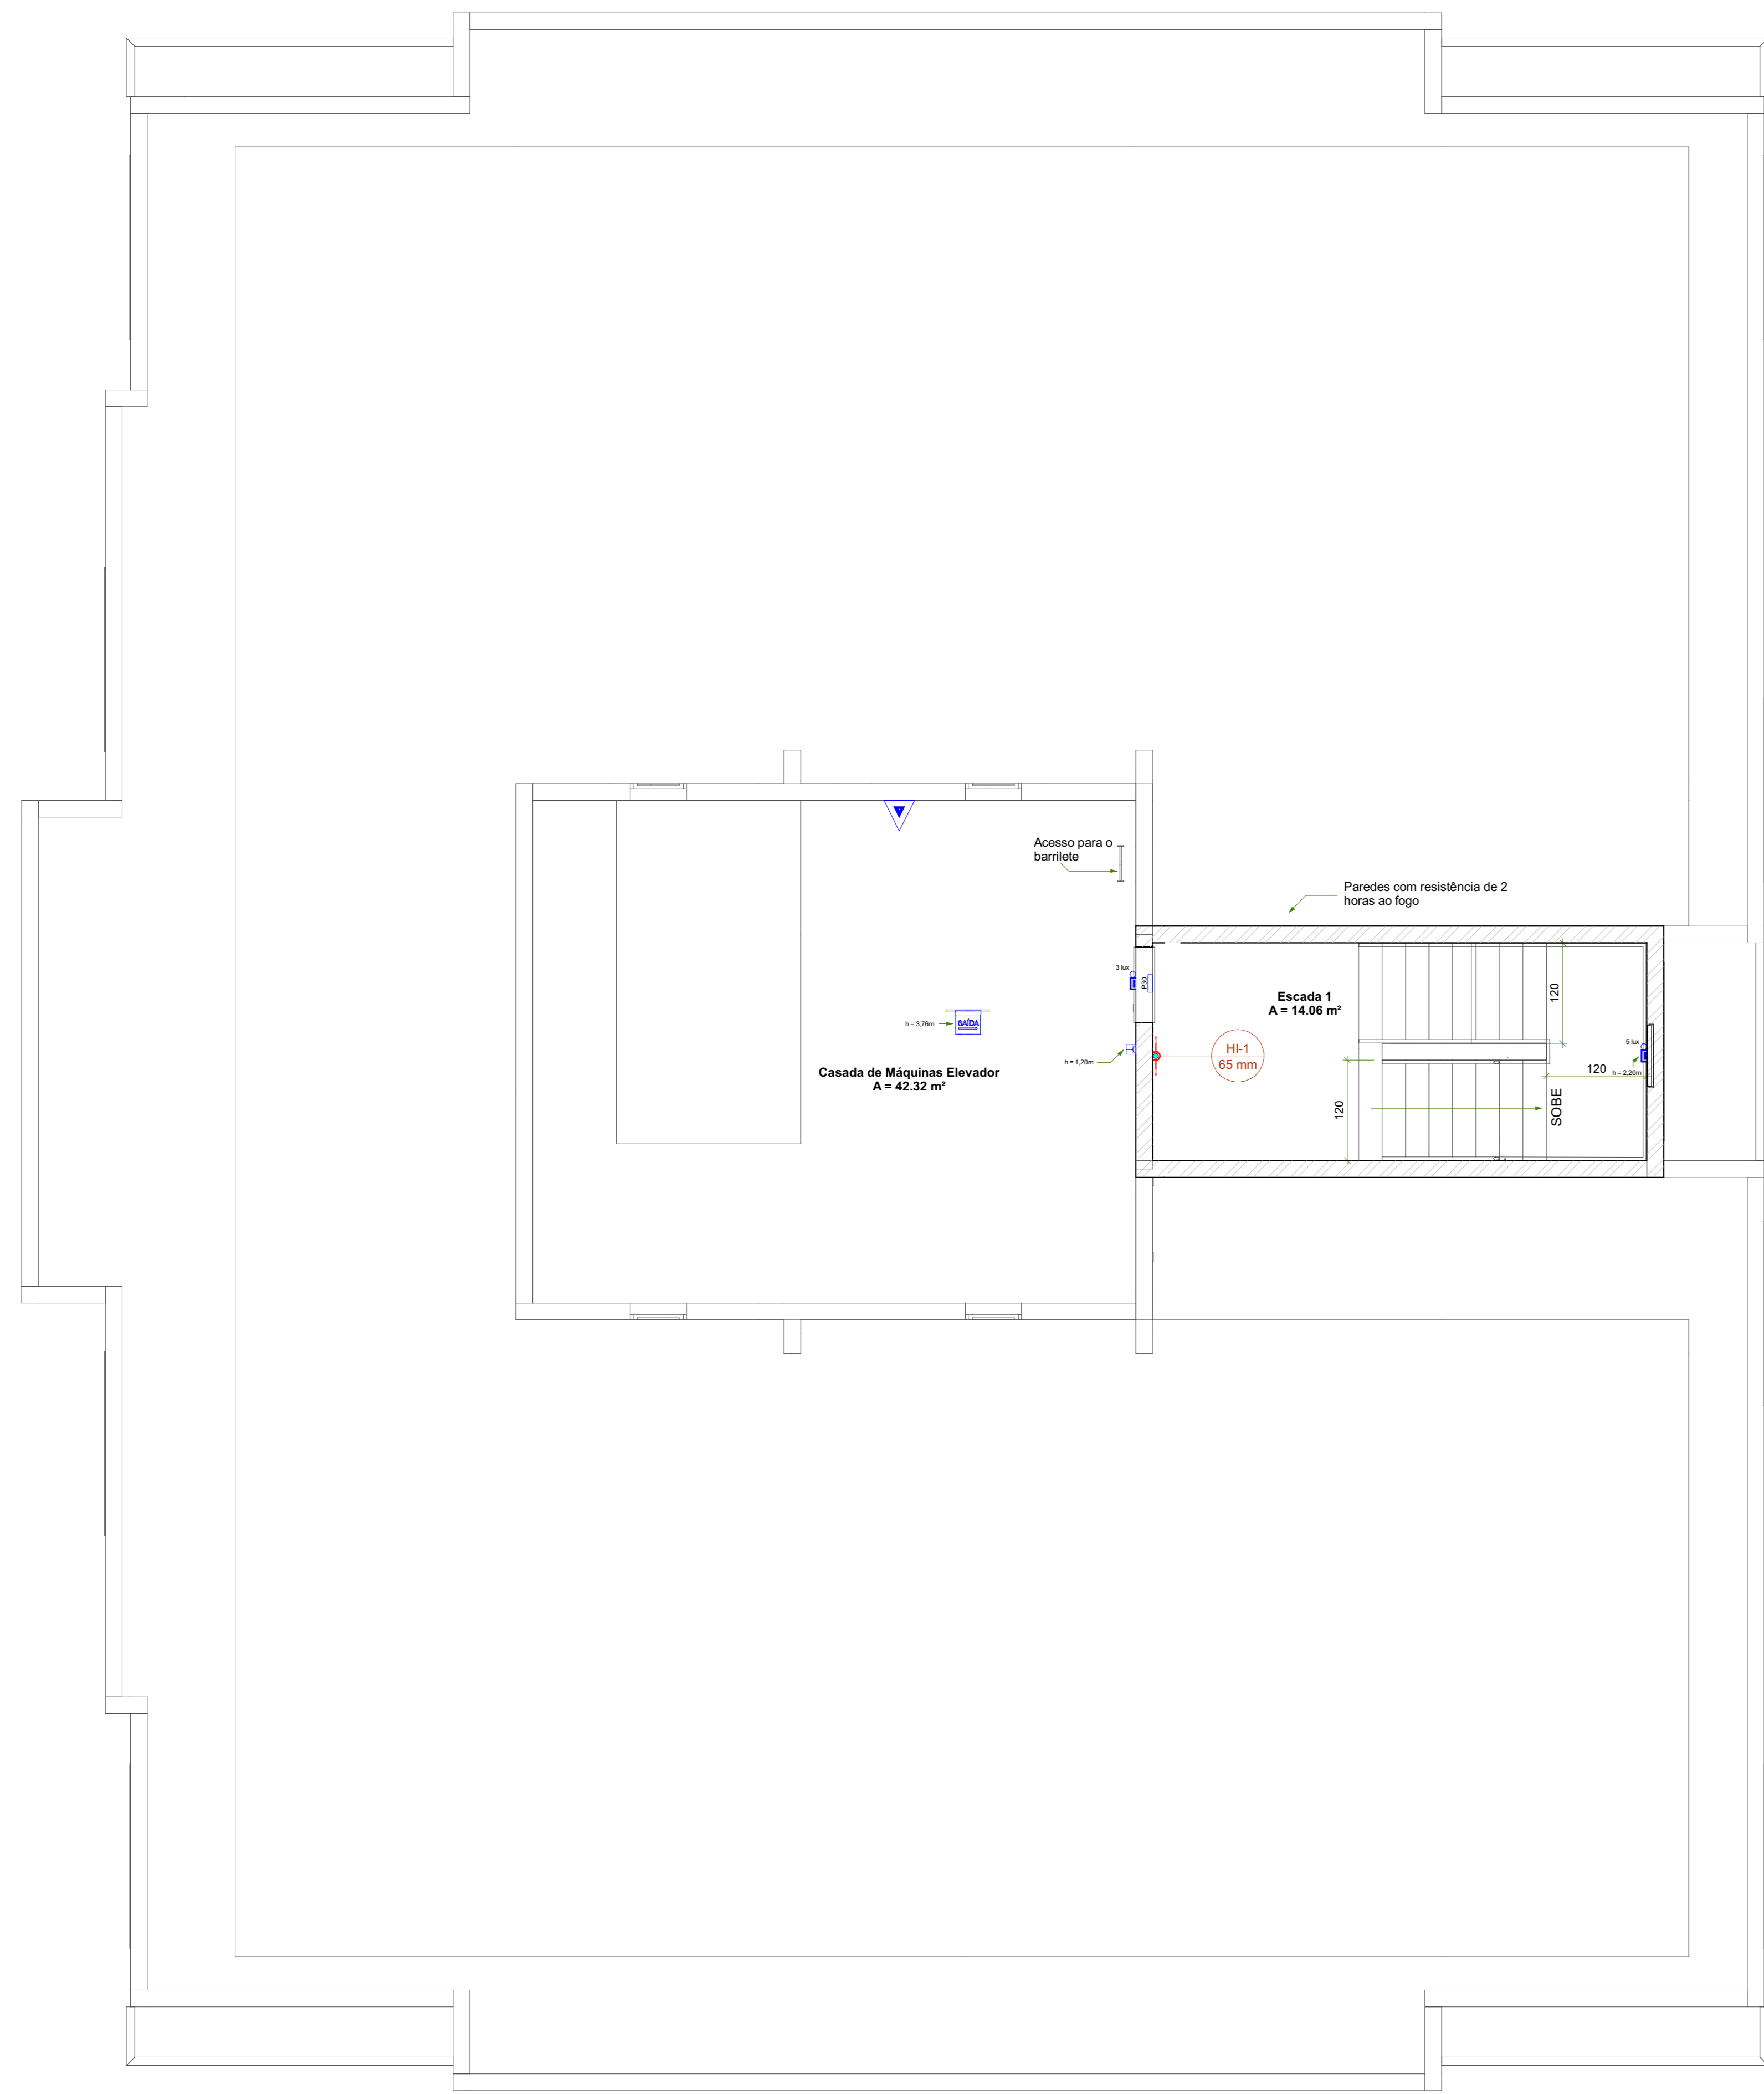 Acesso para o
barrilete
Paredes com resistência de 2
horas ao fogo
3 lux
P30
Escada 1
A = 14.06 m²
120
h = 3,76m
SAÍDA
h = 1,20m
HI-1
65 mm
5 lux
120
h = 2,20m
Casada de Máquinas Elevador
A = 42.32 m²
120
SOBE